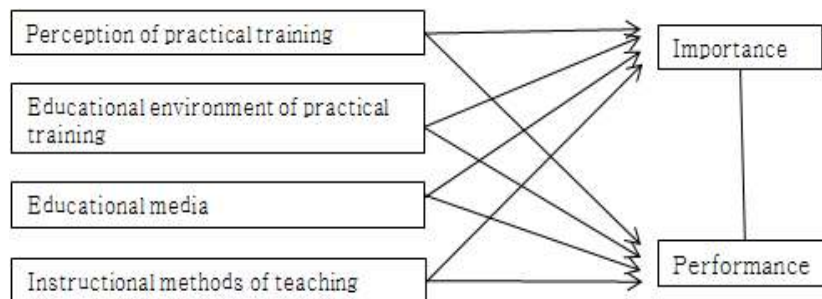 Perception of practical training
Importance
Educational environment of practical
training
Educational media
Performance
Instructional methods of teaching